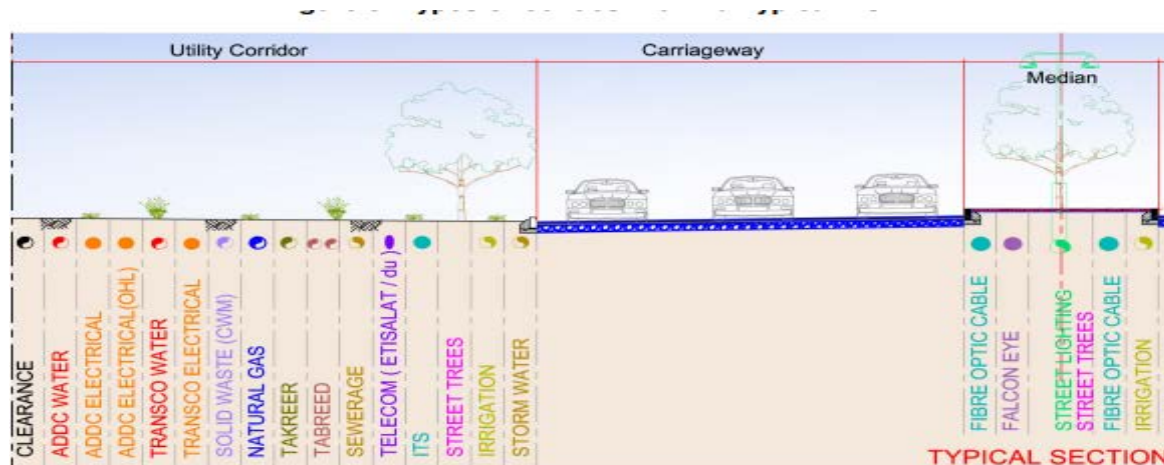 Utility Corridor
Carriageway
Median
CLEARANCE
ADDC WATER
ADDC ELECTRICAL
ADDC ELECTRICAL(OHL)
TRANSCO WATER
TRANSCO ELECTRICAL
SOLID WASTE (CWM)
NATURAL GAS
TAKREER
TABREED
SEWERAGE
TELECOM ( ETISALAT / du )
ITS
STREET TREES
IRRIGATION
STORM WATER
FIBRE OPTIC CABLE
FALCON EYE
STREET LIGHTING
STREET TREES
FIBRE OPTIC CABLE
IRRIGATION
TYPICAL SECTION